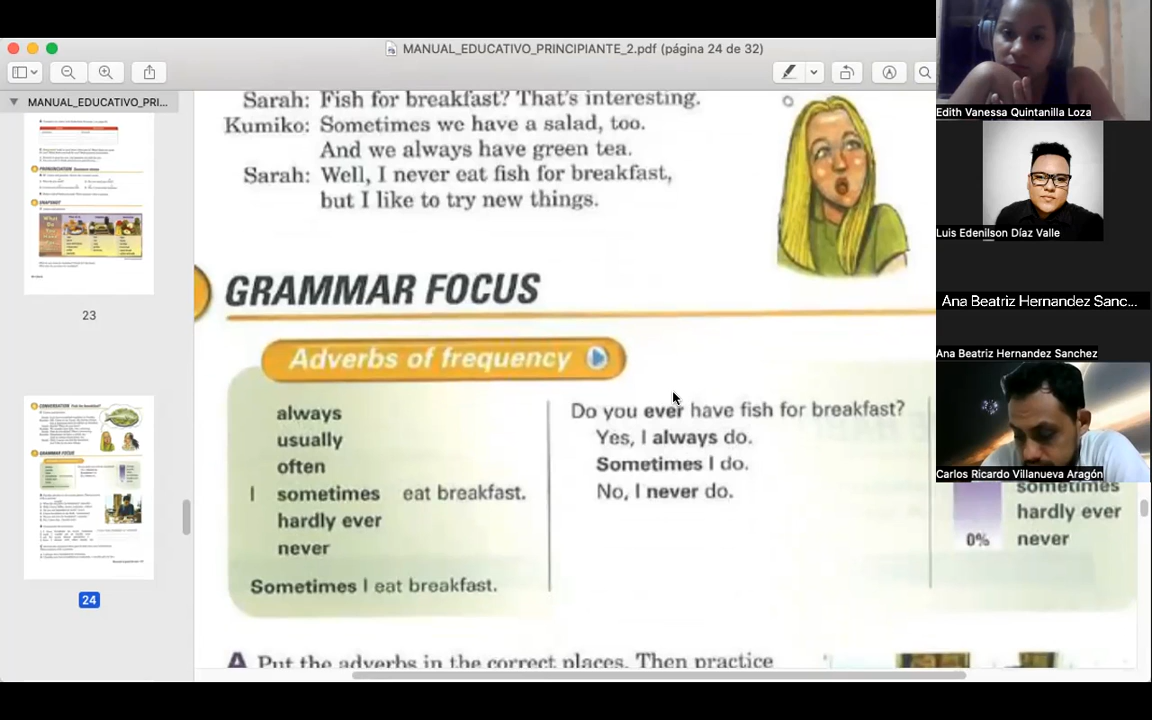 MANUAL_EDUCATIVO_PRINCIPIANTE_2.pdf (página 24 de 32)
MANUAL_EDUCATIVO_PRI...
23
24
Sarah: Fish for breakfast? That's interesting.
Kumiko: Sometimes we have a salad, too.
And we always have green tea.
Sarah: Well, I never eat fish for breakfast,
but I like to try new things.
GRAMMAR FOCUS
Adverbs of frequency
always
usually
often
I sometimes eat breakfast.
hardly ever
never
Sometimes I eat breakfast.
Do you ever have fish for breakfast?
Yes, I always do.
Sometimes I do.
No, I never do.
sometimes
hardly ever
0% never
A Put the adverbs in the correct places. Then practice
Edith Vanessa Quintanilla Loza
Luis Edenilson Díaz Valle
Ana Beatriz Hernandez Sanc...
Ana Beatriz Hernandez Sanchez
Carlos Ricardo Villanueva Aragón